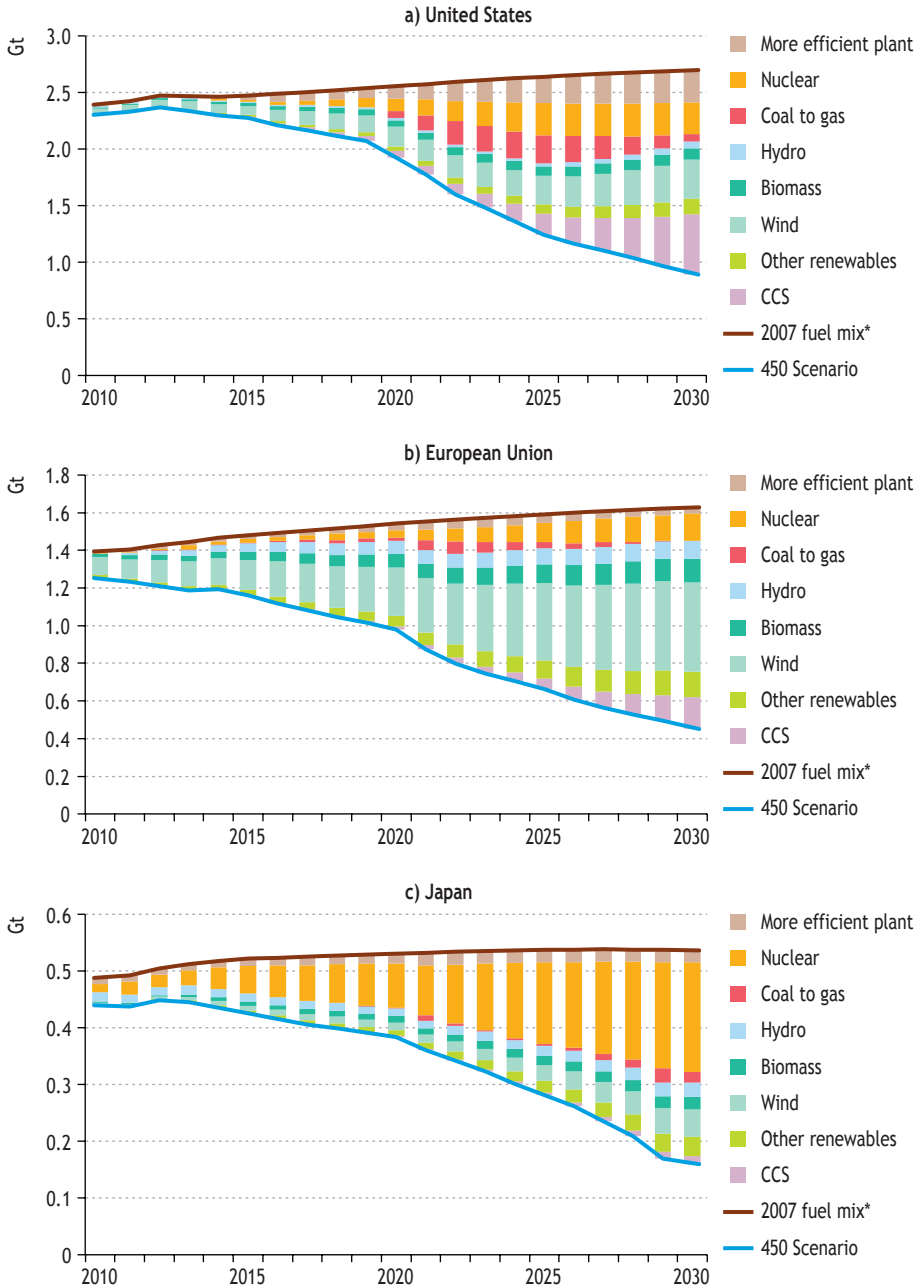 a) United States
Gt
3.0
2.5
2.0
1.5
1.0
0.5
0
2010 2015 2020 2025 2030
More efficient plant
Nuclear
Coal to gas
Hydro
Biomass
Wind
Other renewables
CCS
2007 fuel mix*
450 Scenario
b) European Union
Gt
1.8
1.6
1.4
1.2
1.0
0.8
0.6
0.4
0.2
0
2010 2015 2020 2025 2030
More efficient plant
Nuclear
Coal to gas
Hydro
Biomass
Wind
Other renewables
CCS
2007 fuel mix*
450 Scenario
c) Japan
Gt
0.6
0.5
0.4
0.3
0.2
0.1
0
2010 2015 2020 2025 2030
More efficient plant
Nuclear
Coal to gas
Hydro
Biomass
Wind
Other renewables
CCS
2007 fuel mix*
450 Scenario